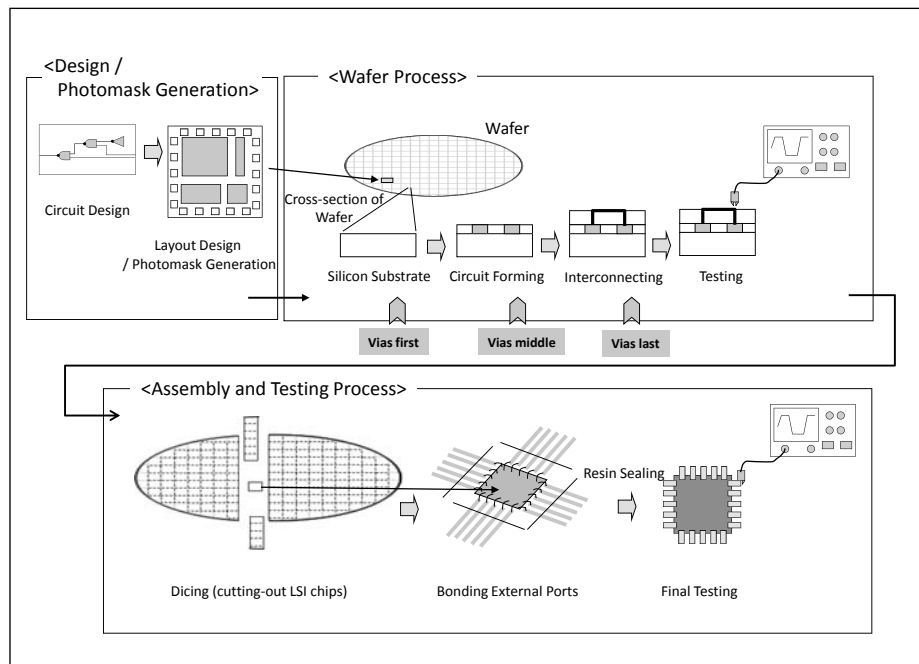 <Design /
Photomask Generation>
<Wafer Process>
Wafer
Cross-section of
Wafer
Circuit Design
Layout Design
/ Photomask Generation
Silicon Substrate
Circuit Forming
Interconnecting
Testing
Vias first
Vias middle
Vias last
<Assembly and Testing Process>
Resin Sealing
Dicing (cutting-out LSI chips)
Bonding External Ports
Final Testing